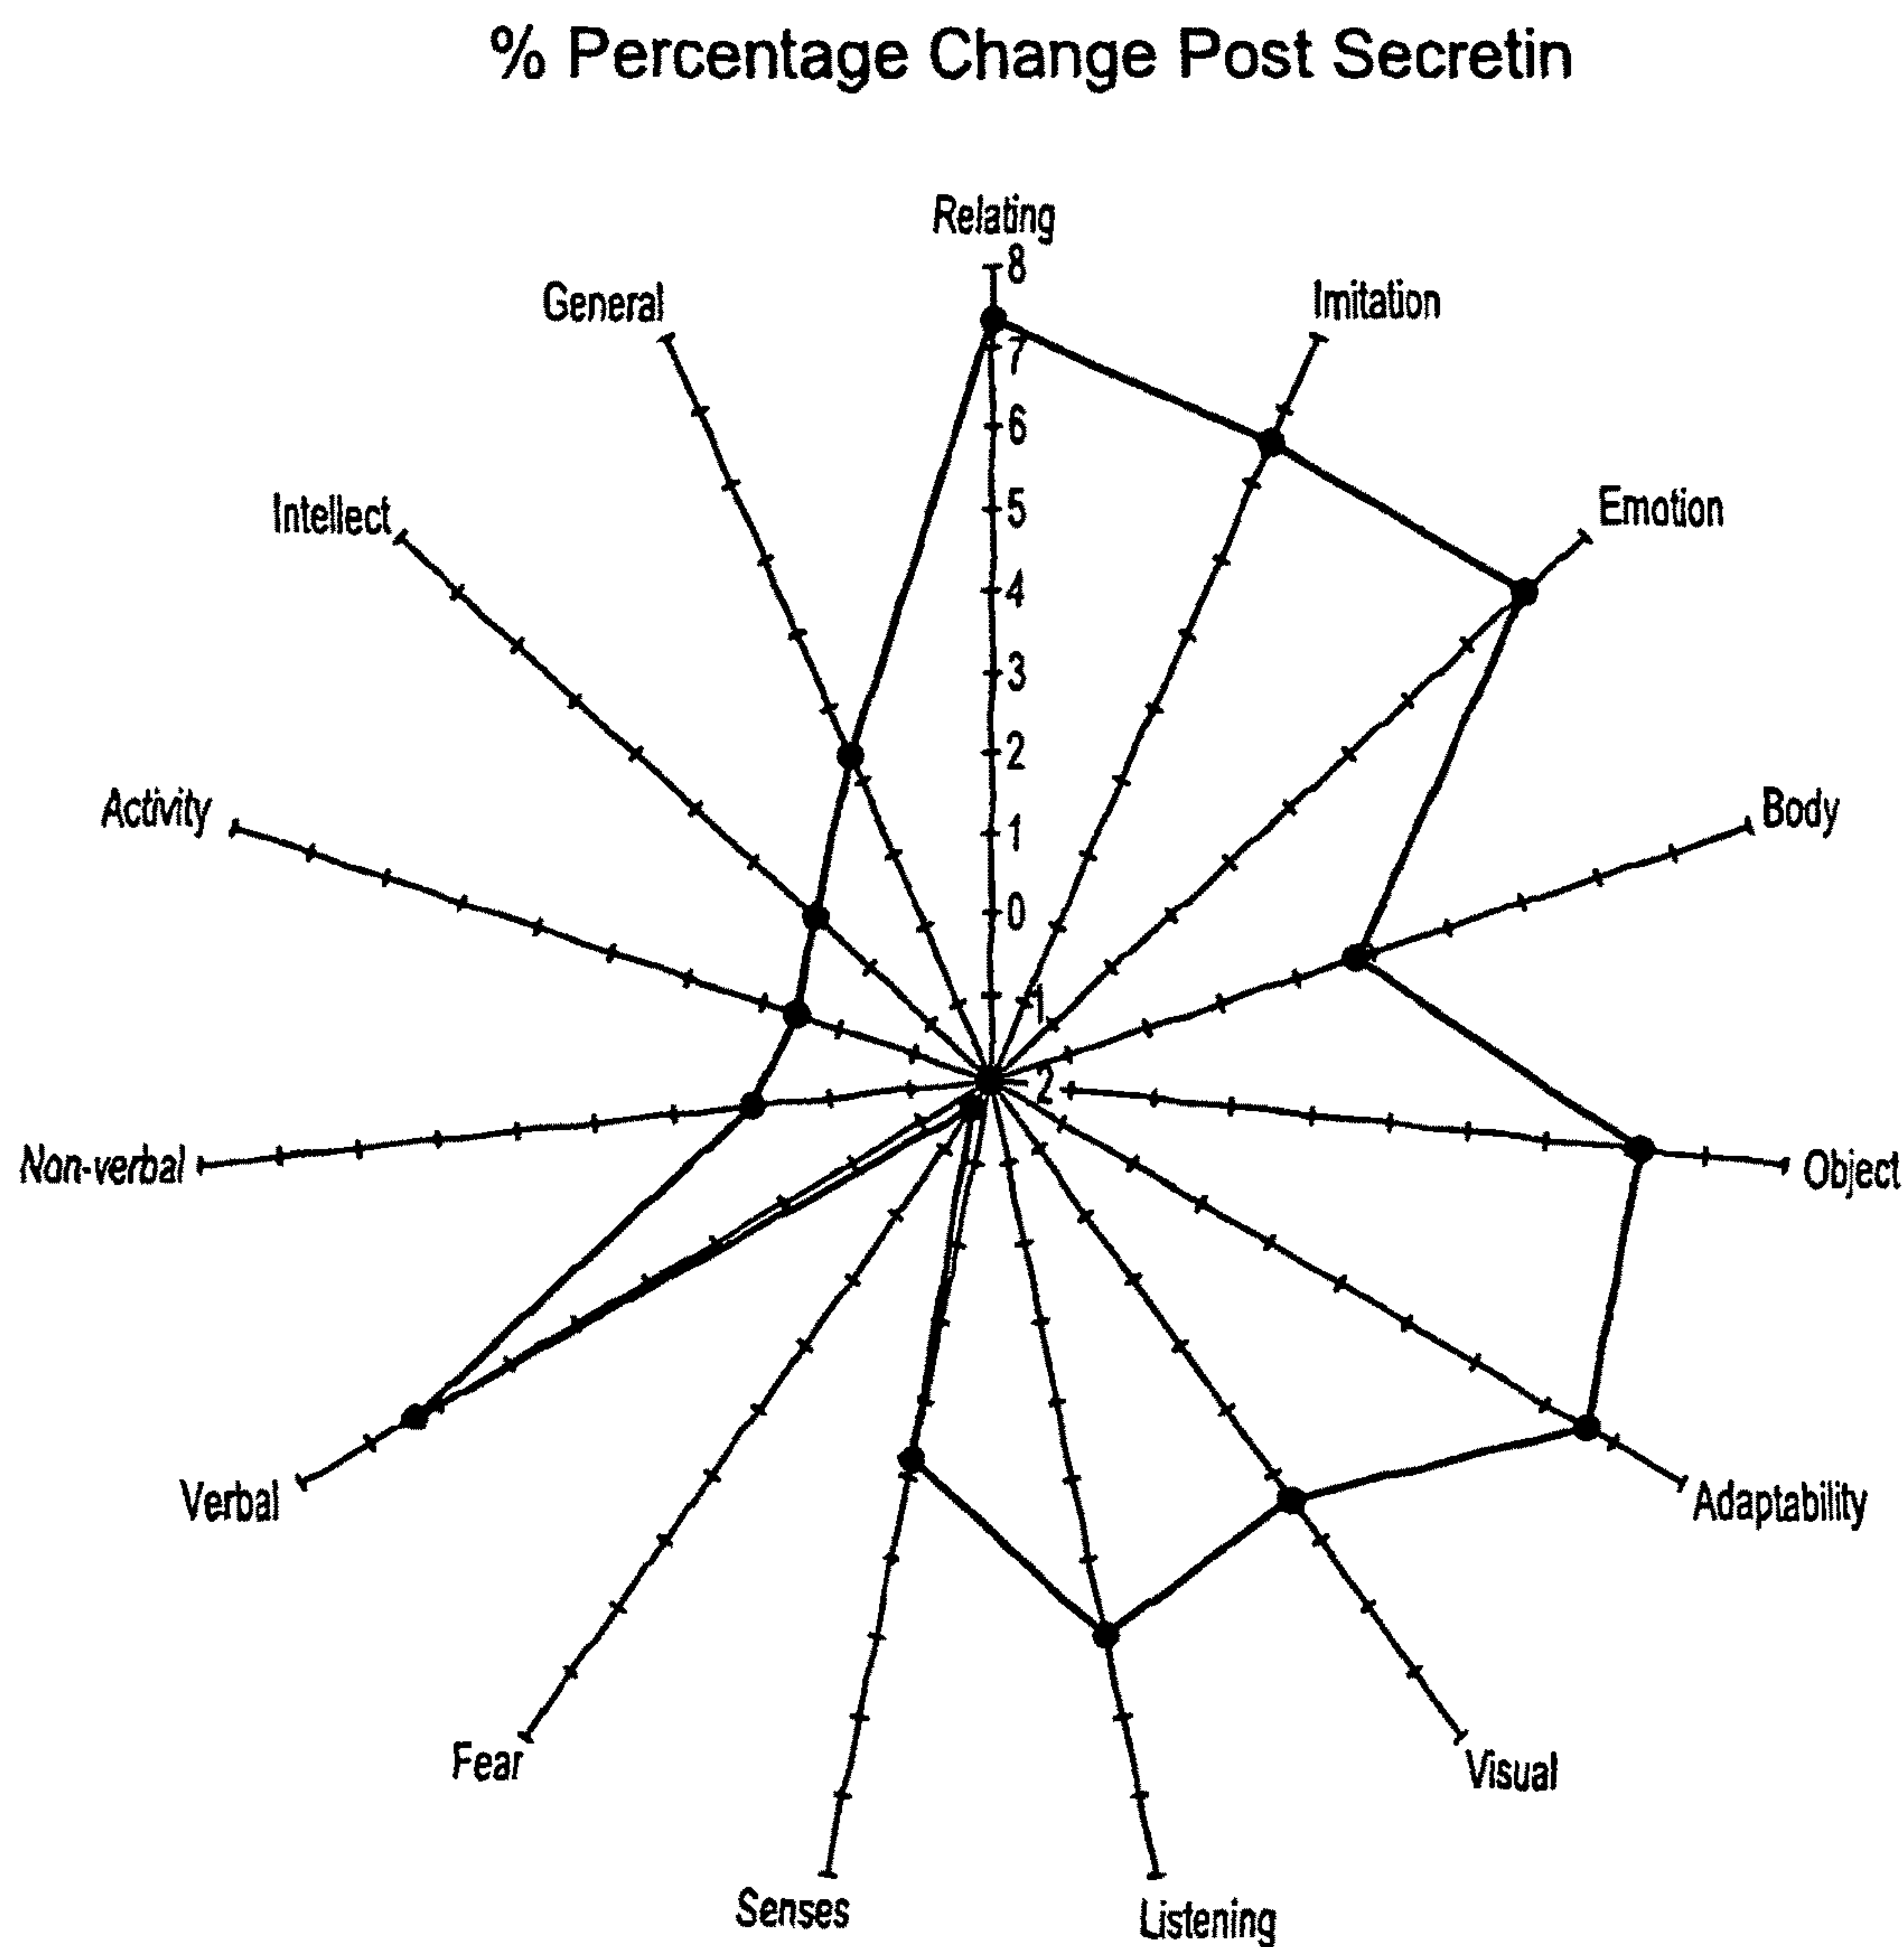 % Percentage Change Post Secretin
Relating
8
General
Imitation
7
6
Intellect
5
Emotion
4
3
2
Activity
1
Body
0
1
2
Non-verbal
Object
Verbal
Adaptability
Fear
Visual
Senses
Listening